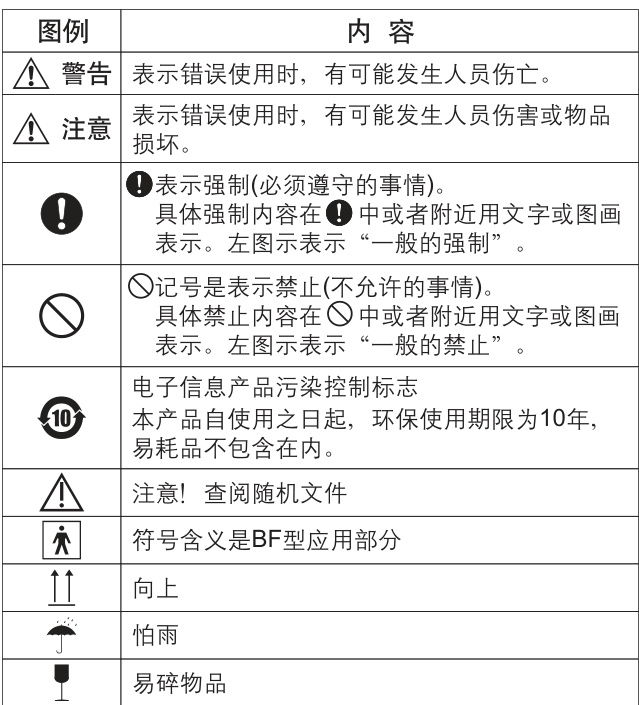 图例 内 容
警告 表示错误使用时，有可能发生人员伤亡。
注意 表示错误使用时，有可能发生人员伤害或物品
损坏。
表示强制(必须遵守的事情)。
具体强制内容在 中或者附近用文字或图画
表示。左图示表示“一般的强制”。
记号是表示禁止(不允许的事情)。
具体禁止内容在 中或者附近用文字或图画
表示。左图示表示“一般的禁止”。
电子信息产品污染控制标志
10 本产品自使用之日起，环保使用期限为10年，
易耗品不包含在内。
注意！查阅随机文件
符号含义是BF型应用部分
向上
怕雨
易碎物品